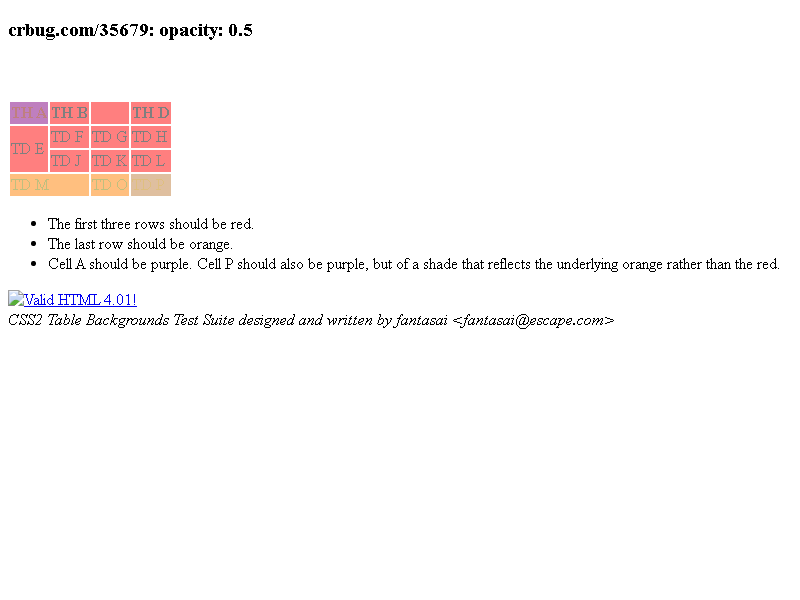 crbug.com/35679: opacity: 0.5
TH A TH B TH D
TD E TD F TD G TD H
TD J TD K TD L
TD M TD O
The first three rows should be red.
The last row should be orange.
Cell A should be purple. Cell P should also be purple, but of a shade that reflects the underlying orange rather than the red.
Valid HTML 4.01!
CSS2 Table Backgrounds Test Suite designed and written by fantasai <fantasai@escape.com>